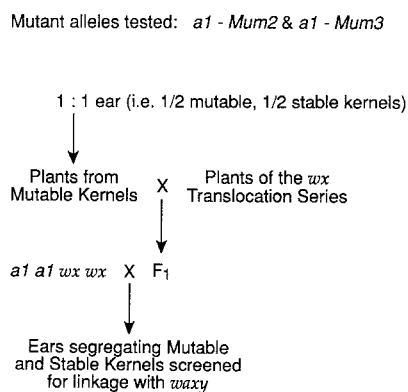 Mutant alleles tested: a1 - Mum2 & a1 - Mum3
1 : 1 ear (i.e. 1/2 mutable, 1/2 stable kernels)
Plants from
Mutable Kernels
X
Plants of the wx
Translocation Series
a1 a1 wx wx X F1
Ears segregating Mutable
and Stable Kernels screened
for linkage with waxy